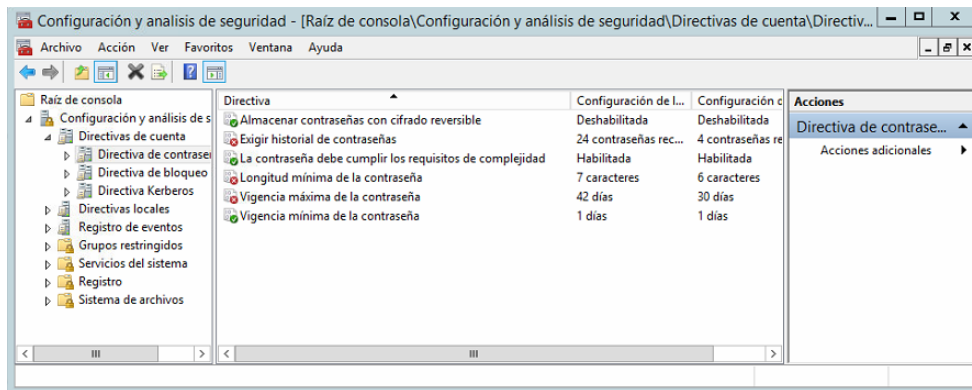 Configuración y analisis de seguridad - [Raíz de consola\Configuración y análisis de seguridad\Directivas de cuenta\Directiv...
Archivo Acción Ver Favoritos Ventana Ayuda
Raíz de consola
Configuración y análisis de s
Directivas de cuenta
Directiva de contraseñ
Directiva de bloqueo
Directiva Kerberos
Directivas locales
Registro de eventos
Grupos restringidos
Servicios del sistema
Registro
Sistema de archivos
Directiva Configuración de l... Configuración d
Almacenar contraseñas con cifrado reversible Deshabilitada Deshabilitada
Exigir historial de contraseñas 24 contraseñas rec... 4 contraseñas re
La contraseña debe cumplir los requisitos de complejidad Habilitada Habilitada
Longitud mínima de la contraseña 7 caracteres 6 caracteres
Vigencia máxima de la contraseña 42 días 30 días
Vigencia mínima de la contraseña 1 días 1 días
Acciones
Directiva de contrase...
Acciones adicionales